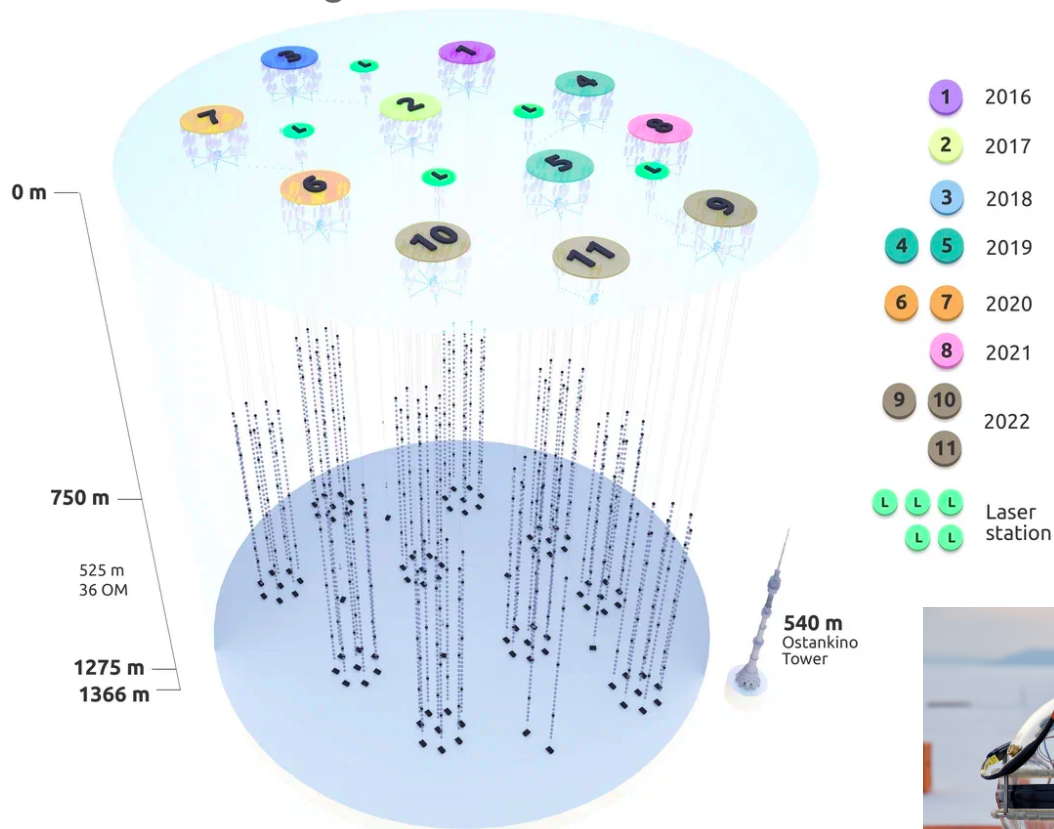 3
L
1
4
2
L
7
L
8
5
L
L
6
9
10
11
0 m
750 m
525 m
36 OM
1275 m
1366 m
540 m
Ostankino
Tower
1 2016
2 2017
3 2018
4 5 2019
6 7 2020
8 2021
9 10
2022
11
L L L
L L
Laser
station